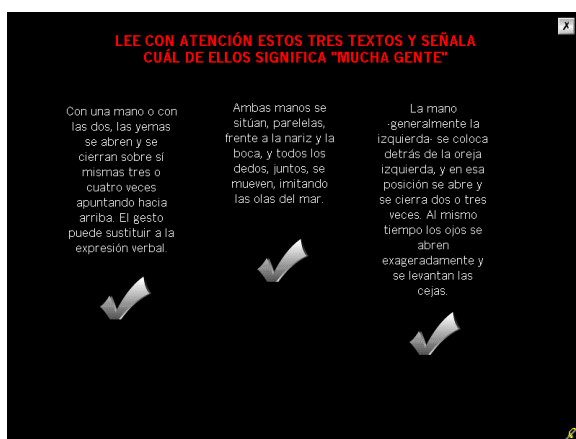 LEE CON ATENCIÓN ESTOS TRES TEXTOS Y SEÑALA
CUÁL DE ELLOS SIGNIFICA "MUCHA GENTE"
Con una mano o con
las dos, las yemas
se abren y se
cierran sobre sí
mismas tres o
cuatro veces
apuntando hacia
arriba. El gesto
puede sustituir a la
expresión verbal.
Ambas manos se
sitúan, parelelas,
frente a la nariz y la
boca, y todos los
dedos, juntos, se
mueven, imitando
las olas del mar.
La mano
-generalmente la
izquierda- se coloca
detrás de la oreja
izquierda, y en esa
posición se abre y
se cierra dos o tres
veces. Al mismo
tiempo los ojos se
abren
exageradamente y
se levantan las
cejas.
X